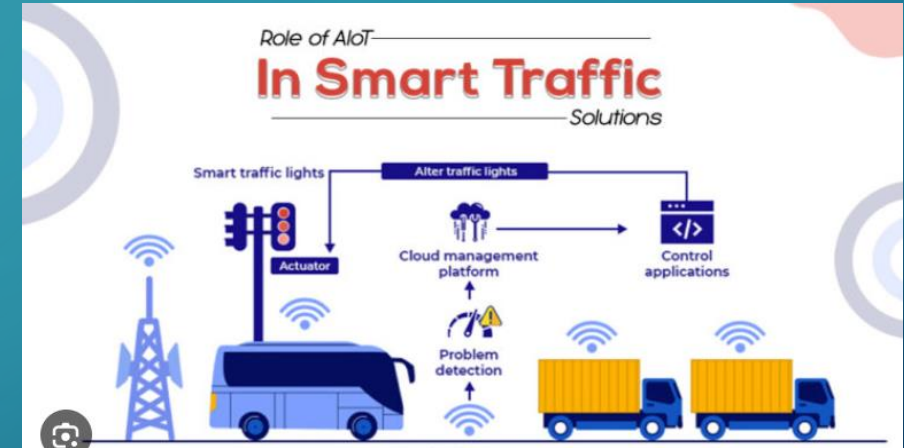 Role of AIoT
In Smart Traffic
Solutions
Smart traffic lights
Alter traffic lights
Actuator
Cloud management
platform
</>
Control
applications
Problem
detection